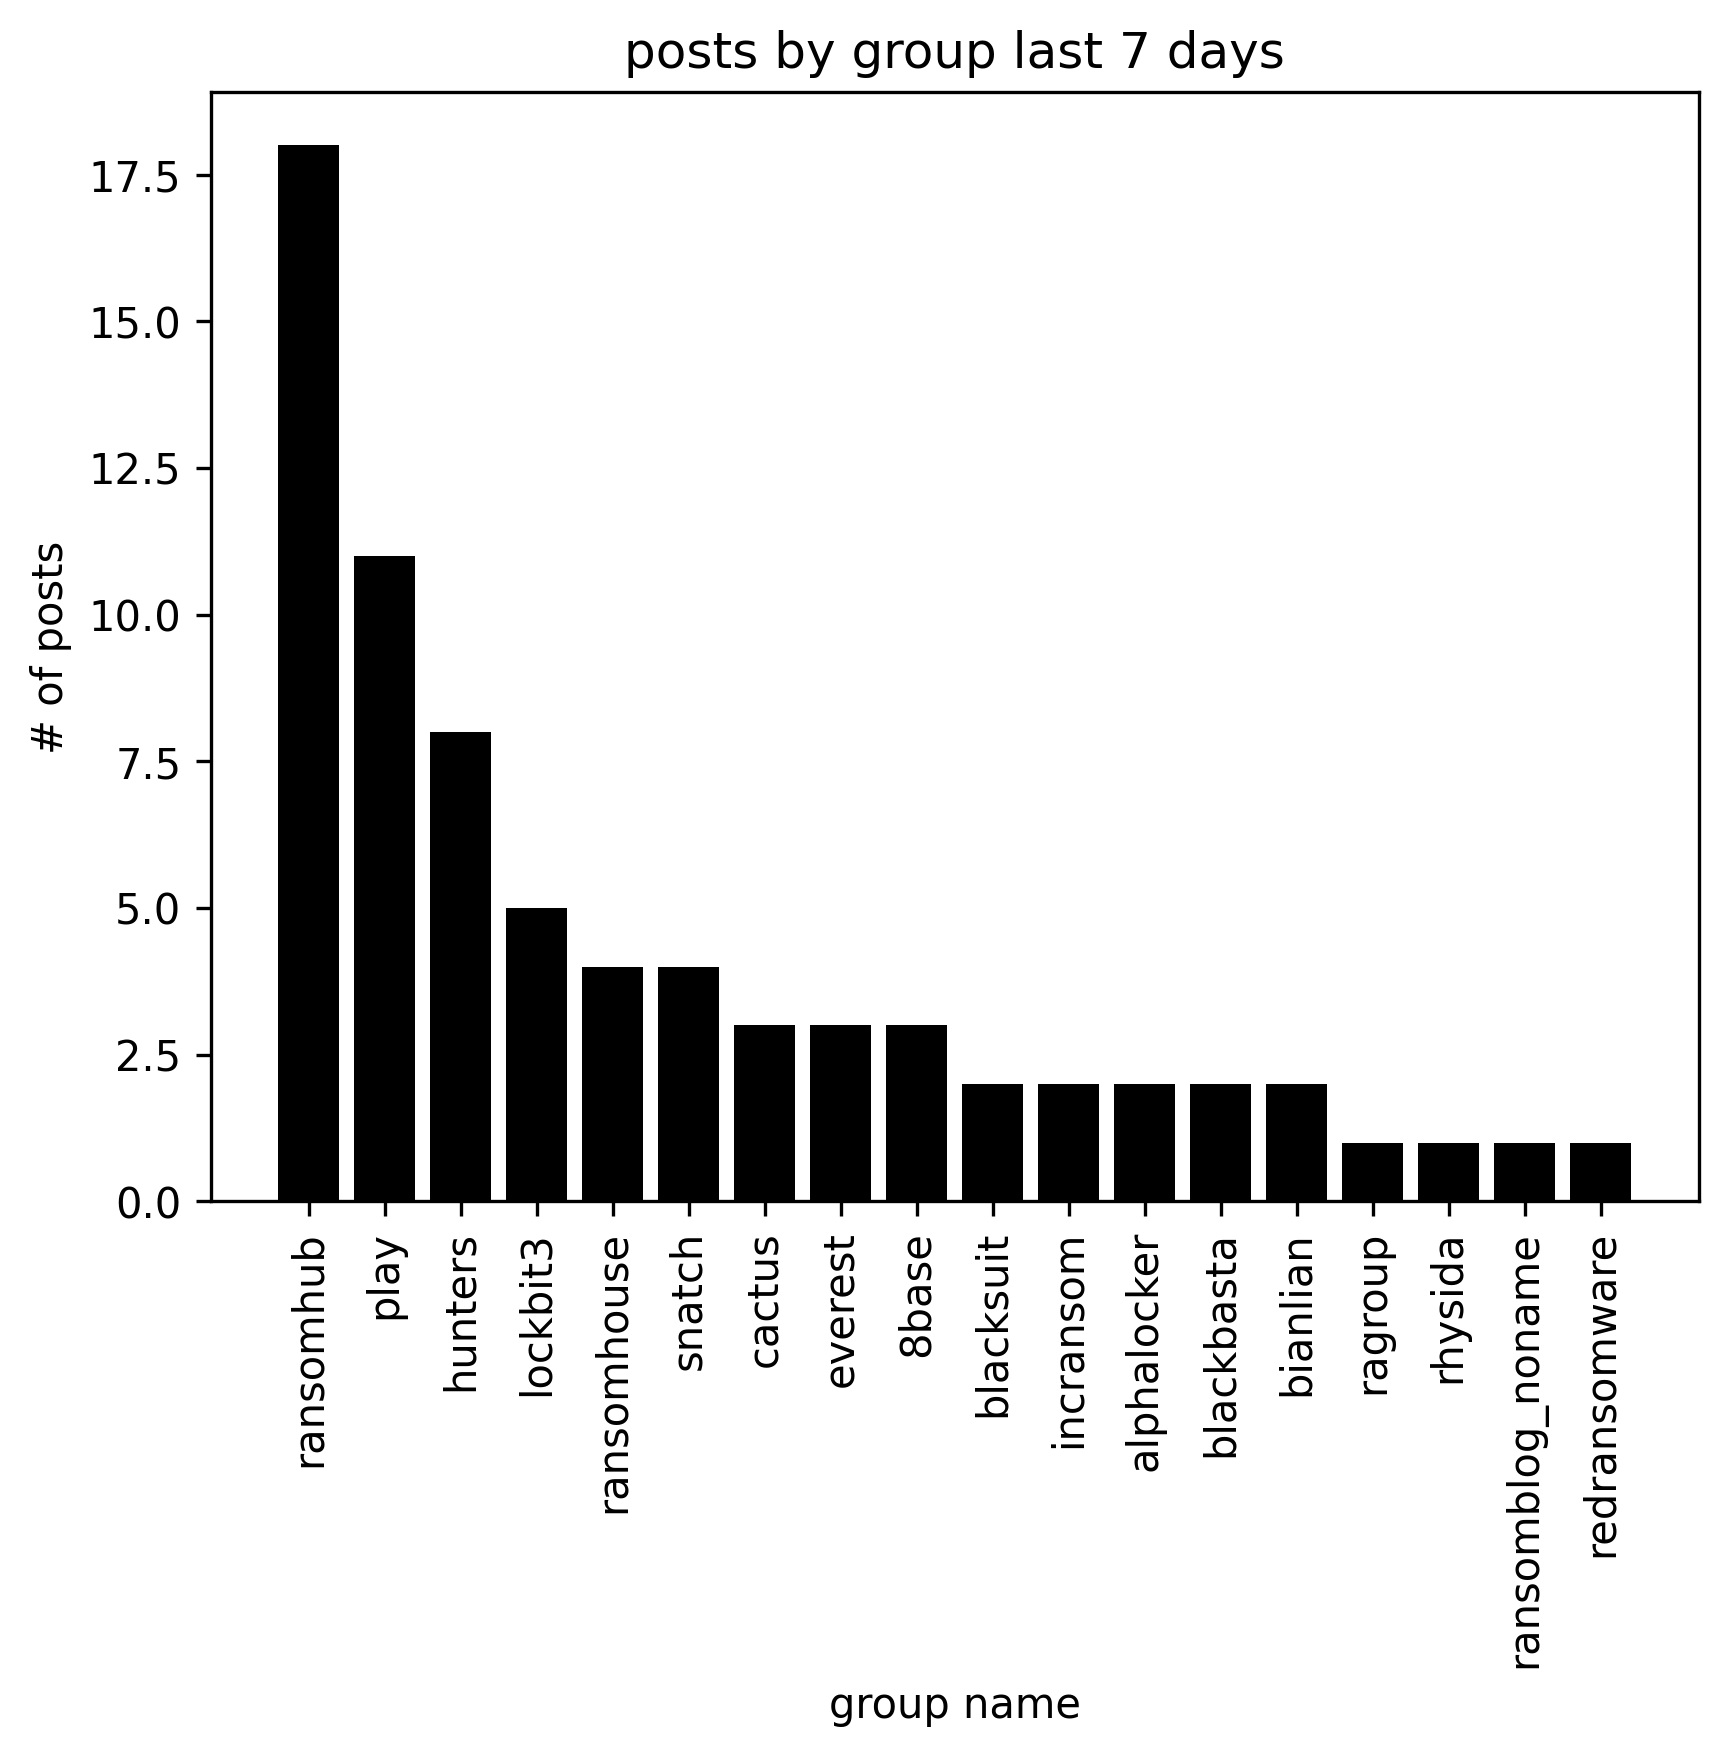 posts by group last 7 days
# of posts
17.5
15.0
12.5
10.0
7.5
5.0
2.5
0.0
ransomhub
play
hunters
lockbit3
ransomhouse
snatch
cactus
everest
8base
blacksuit
incransom
alphalocker
blackbasta
bianlian
ragroup
rhysida
ransomblog_noname
redransomware
group name